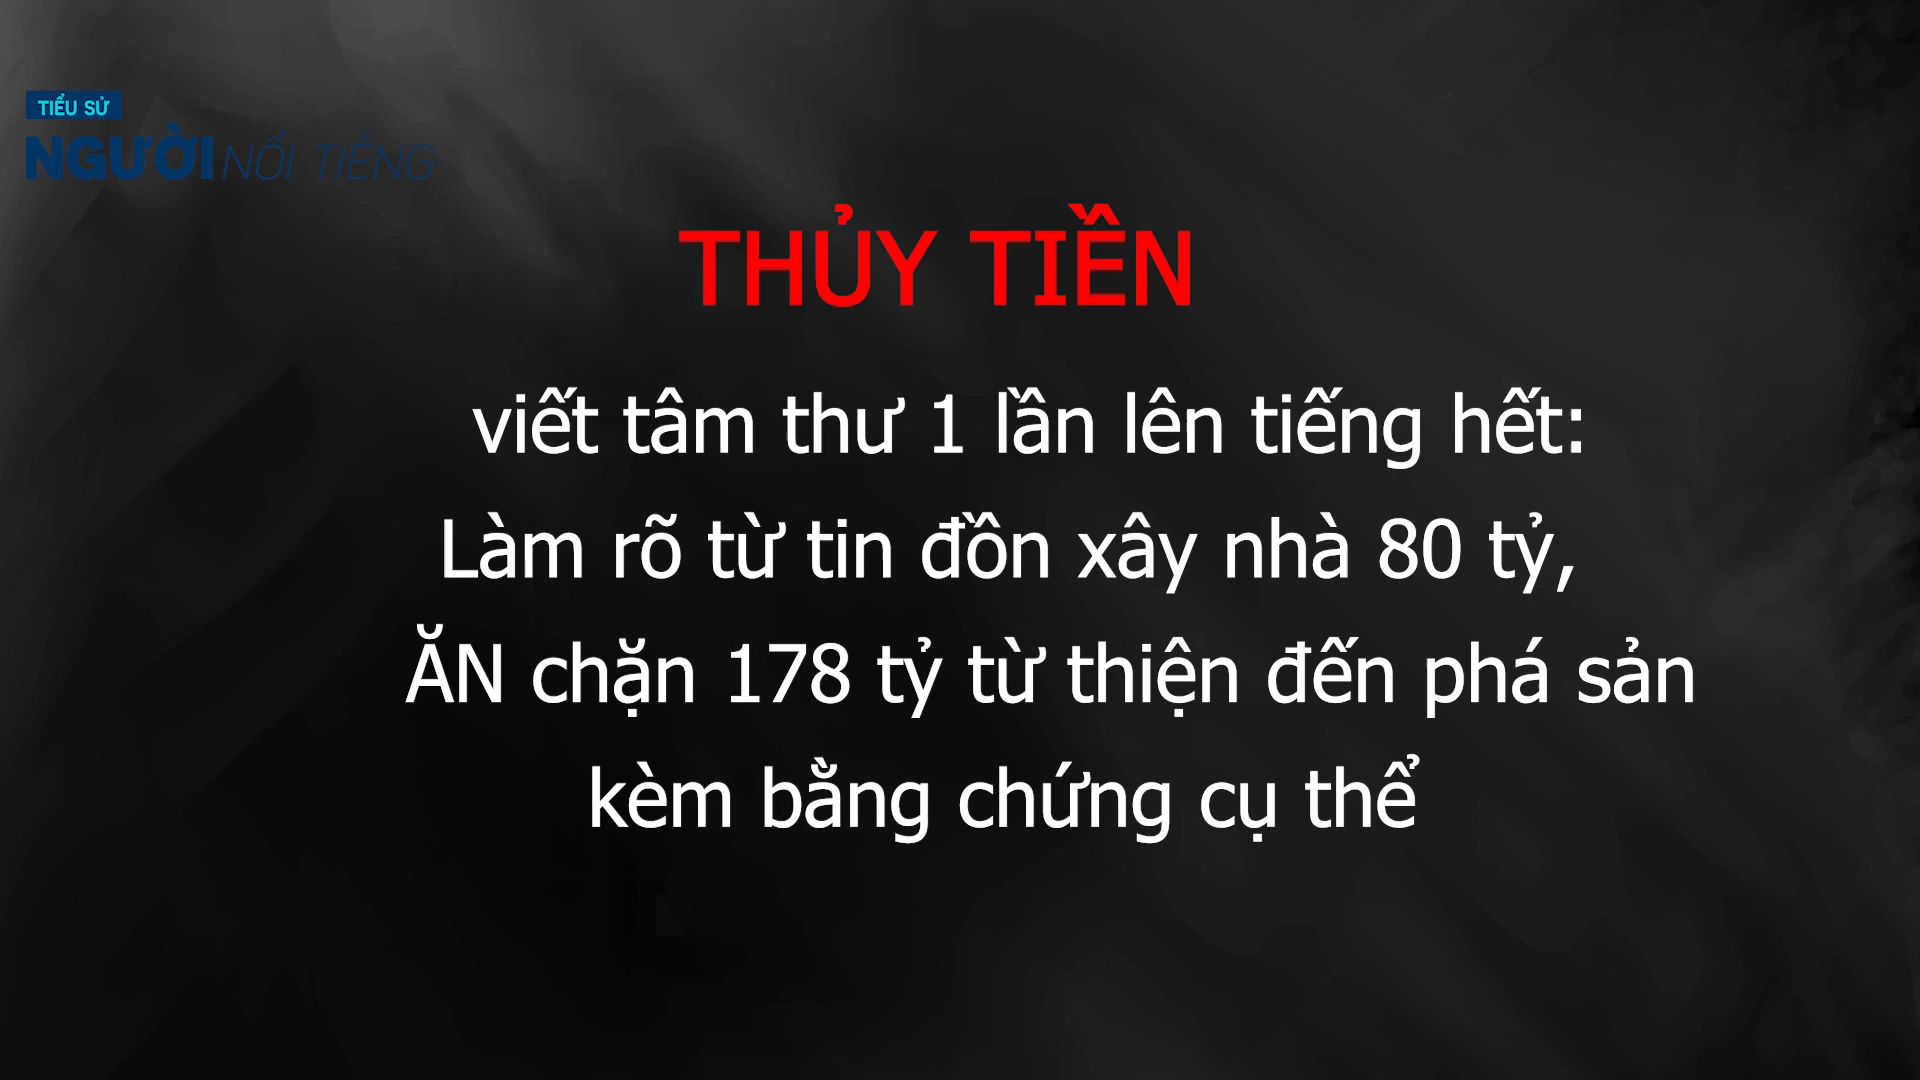 TIỂU SỬ
NGƯỜI NỔI TIẾNG
THỦY TIỀN
viết tâm thư 1 lần lên tiếng hết:
Làm rõ từ tin đồn xây nhà 80 tỷ,
ĂN chặn 178 tỷ từ thiện đến phá sản
kèm bằng chứng cụ thể